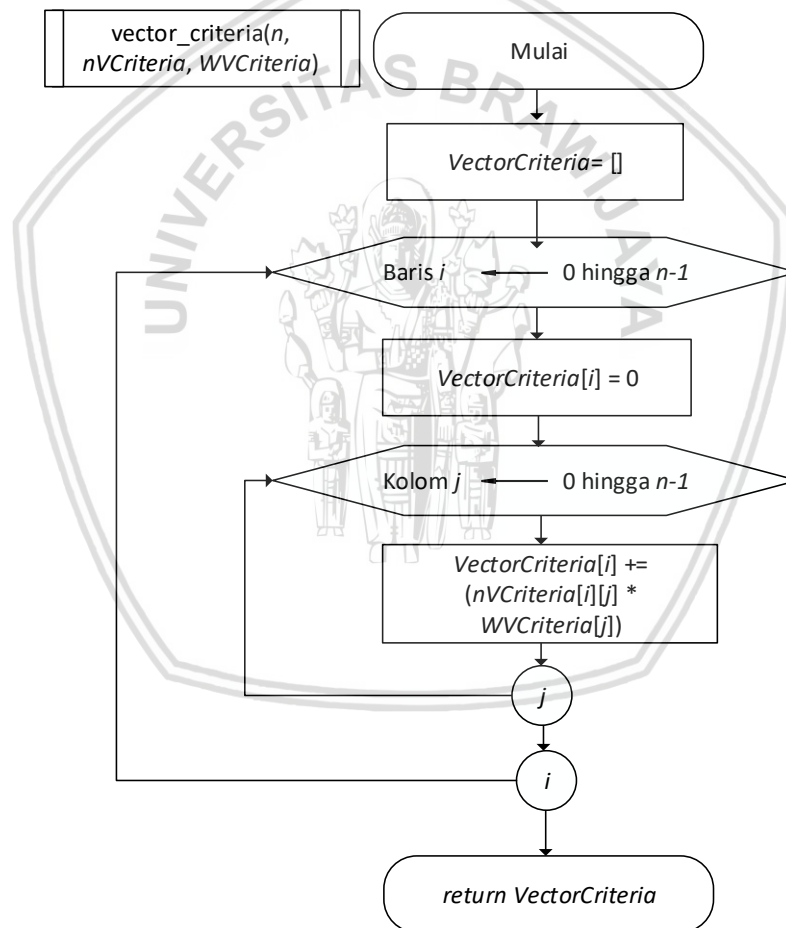 vector_criteria(n,
nVCriteria, WVCriteria)
Mulai
UNIVERSITAS BRAWIJAYA
VectorCriteria= []
Baris i 0 hingga n-1
VectorCriteria[i] = 0
Kolom j 0 hingga n-1
VectorCriteria[i] +=
(nVCriteria[i][j] *
WVCriteria[j])
j
i
return VectorCriteria